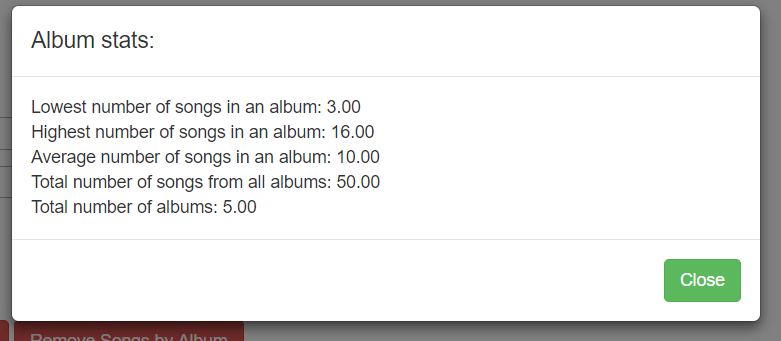 Album stats:
Lowest number of songs in an album: 3.00
Highest number of songs in an album: 16.00
Average number of songs in an album: 10.00
Total number of songs from all albums: 50.00
Total number of albums: 5.00
Close
Remove Songs by Album